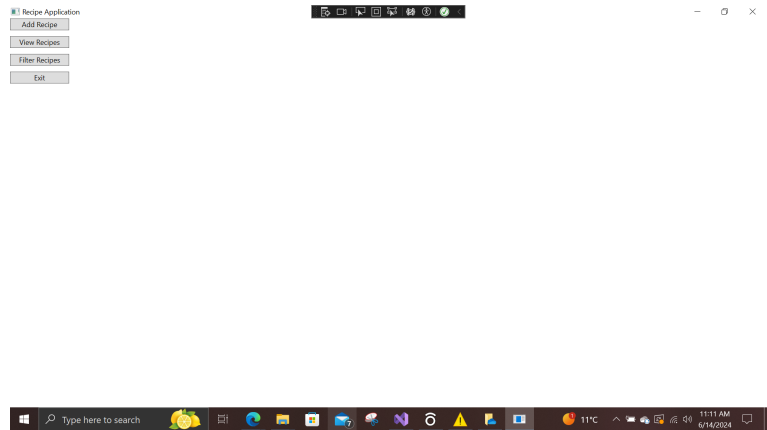 Recipe Application
Add Recipe
View Recipes
Filter Recipes
Exit
Type here to search
7
11°C
11:11 AM
6/14/2024